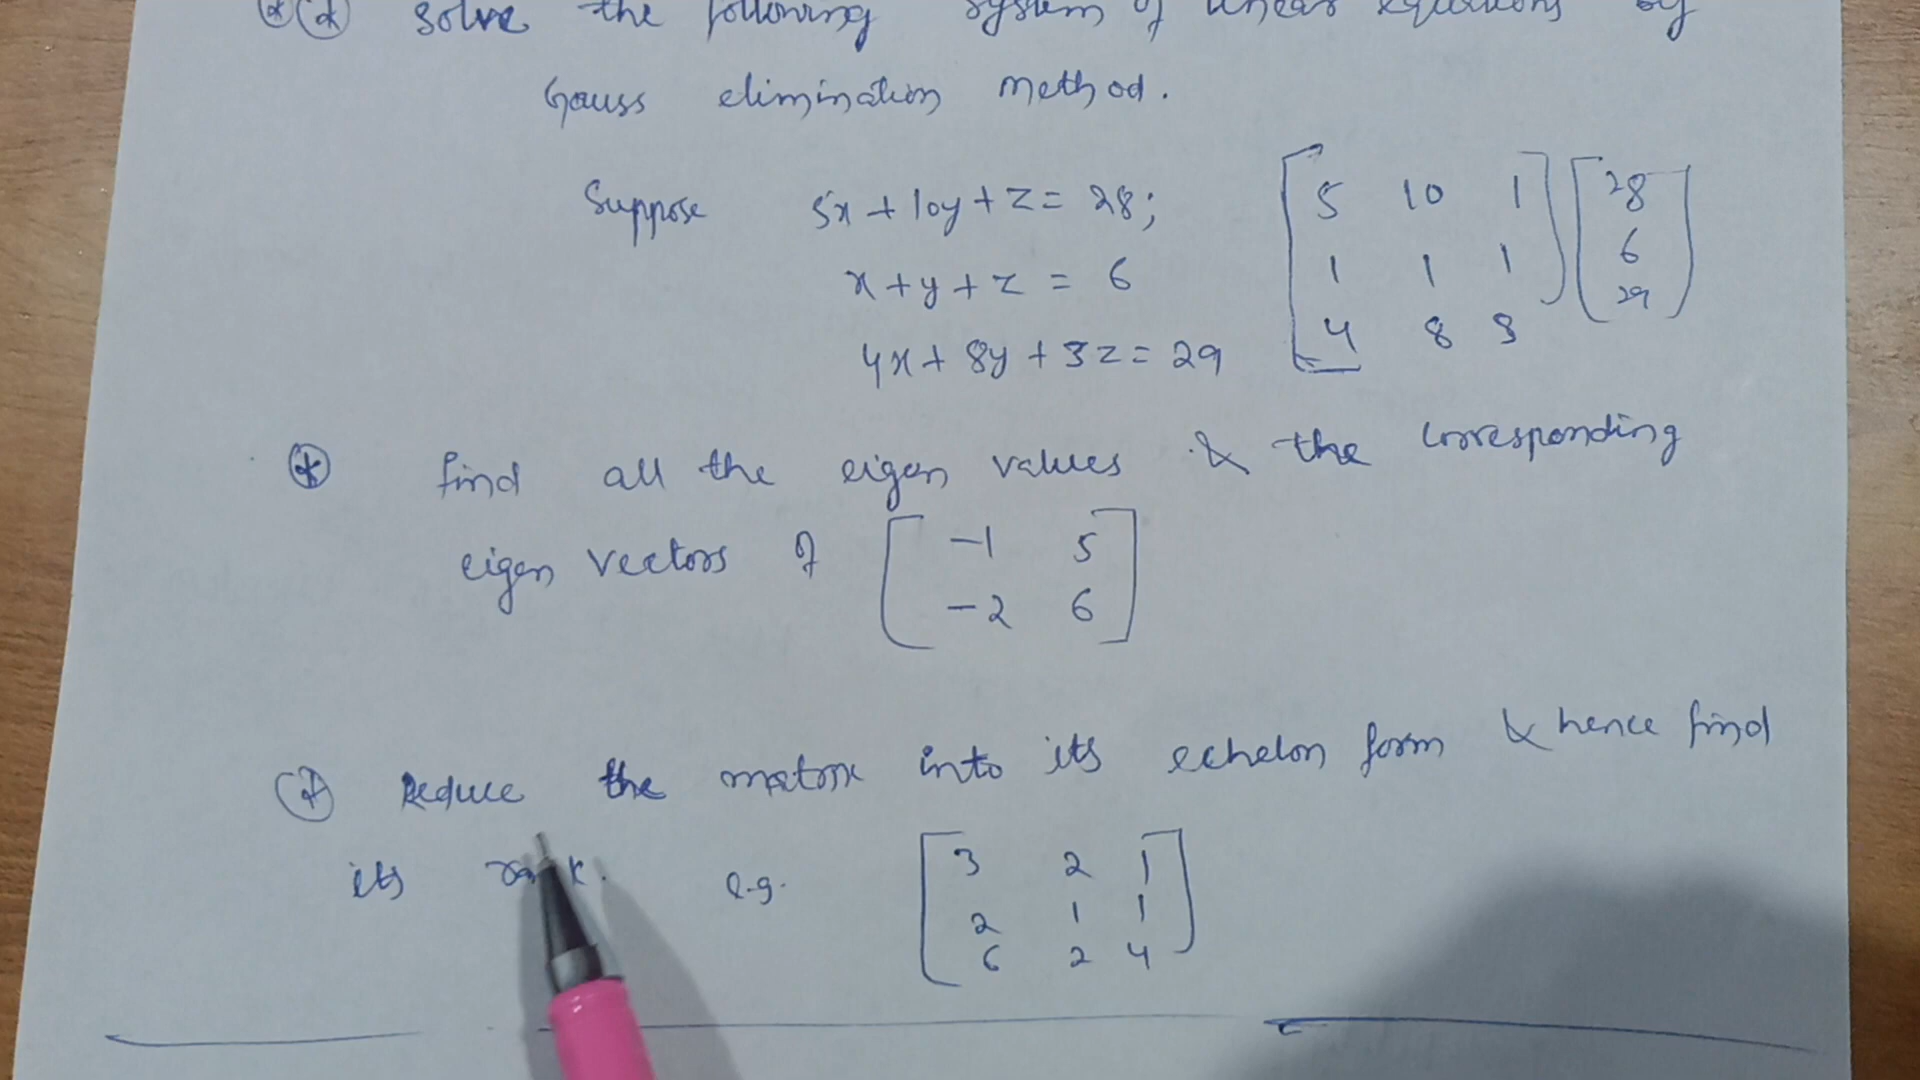 Solve the following system of linear equations by
Gauss elimination method.
Suppose 5x + 10y + z = 28;
x + y + z = 6
4x + 8y + 3z = 29
[5 10 1] [28]
[1 1 1] [6]
[4 8 3] [29]
find all the eigen values & the corresponding
eigen vectors of
[-1 5]
[-2 6]
Reduce the matrix into its echelon form & hence find
its rank. e.g.
[3 2 1]
[2 1 1]
[6 2 4]